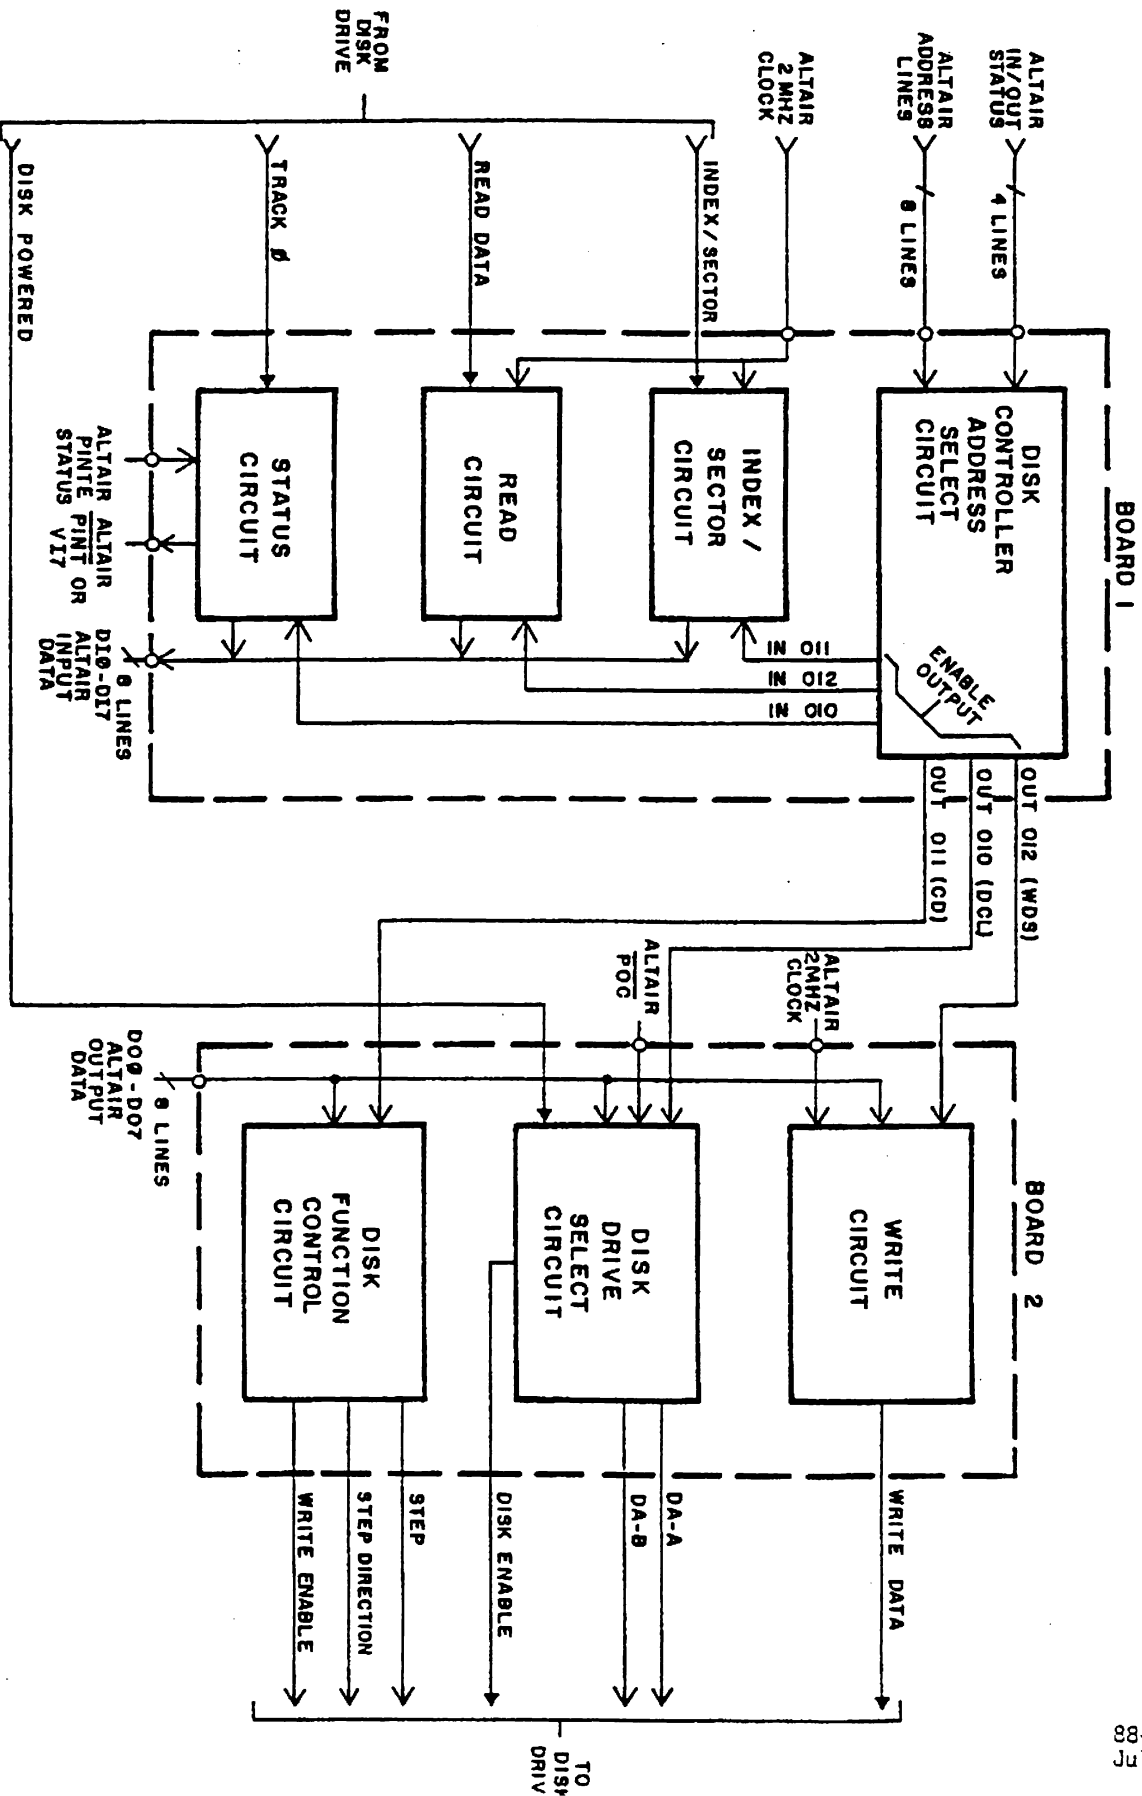 BOARD 1
BOARD 2
ALTAIR
IN/OUT
STATUS
4 LINES
ALTAIR
ADDRESS
LINES
8 LINES
ALTAIR
2 MHZ
CLOCK
FROM
DISK
DRIVE
INDEX/SECTOR
READ DATA
TRACK Ø
DISK POWERED
DISK
CONTROLLER
ADDRESS
SELECT
CIRCUIT
ENABLE
OUTPUT
INDEX /
SECTOR
CIRCUIT
READ
CIRCUIT
STATUS
CIRCUIT
IN 011
IN 012
IN 010
ALTAIR
PINTE
STATUS
ALTAIR
PINT OR
VI7
8 LINES
DIØ-DI7
ALTAIR
INPUT
DATA
OUT 012 (WDS)
OUT 010 (DCL)
OUT 011 (CD)
ALTAIR
2MHZ
CLOCK
ALTAIR
POC
8 LINES
DOØ-DO7
ALTAIR
OUTPUT
DATA
WRITE
CIRCUIT
DISK
DRIVE
SELECT
CIRCUIT
DISK
FUNCTION
CONTROL
CIRCUIT
WRITE DATA
DA-A
DA-B
DISK ENABLE
STEP
STEP DIRECTION
WRITE ENABLE
TO
DISK
DRIV
88-
Ju